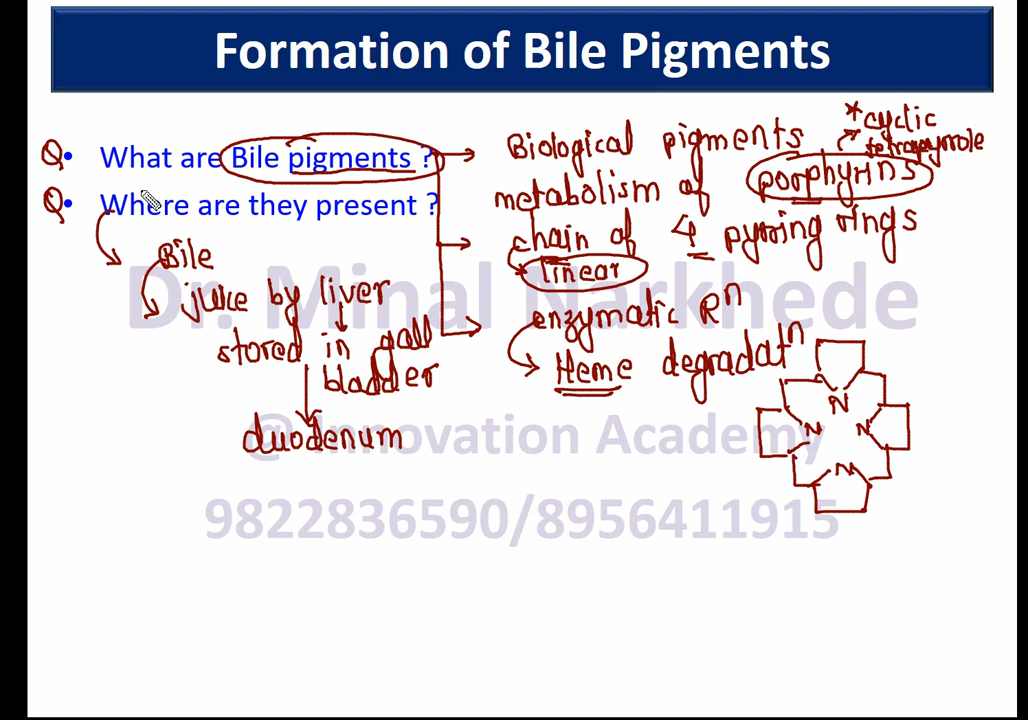 Formation of Bile Pigments
Q • What are Bile pigments ?
Q • Where are they present ?
Bile
juice by liver
stored in gall
bladder
duodenum
Biological pigments
metabolism of porphyrins
* cyclic
tetrapyrrole
chain of 4 pyrring rings
linear
enzymatic Rⁿ
Heme degradatⁿ
N
N
N
N
Dr. Minal Narkhede
@ Innovation Academy
9822836590/8956411915